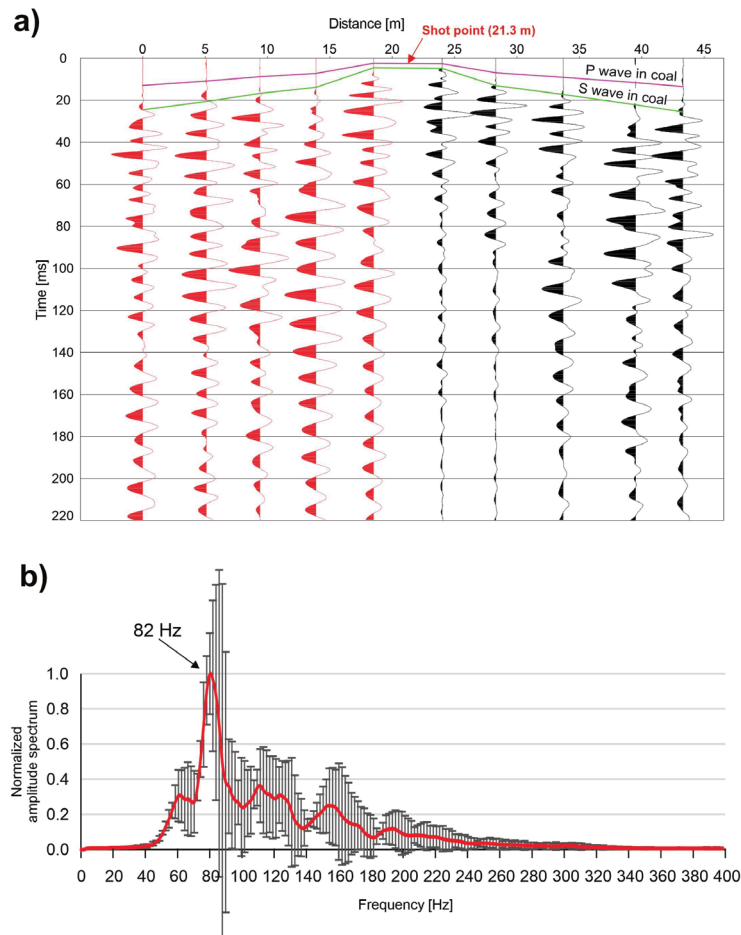 a)
Distance [m]
Shot point (21.3 m)
0 5 10 15 20 25 30 35 40 45
P wave in coal
S wave in coal
Time [ms]
0
20
40
60
80
100
120
140
160
180
200
220
b)
82 Hz
Normalized
amplitude spectrum
1.0
0.8
0.6
0.4
0.2
0.0
0 20 40 60 80 100 120 140 160 180 200 220 240 260 280 300 320 340 360 380 400
Frequency [Hz]